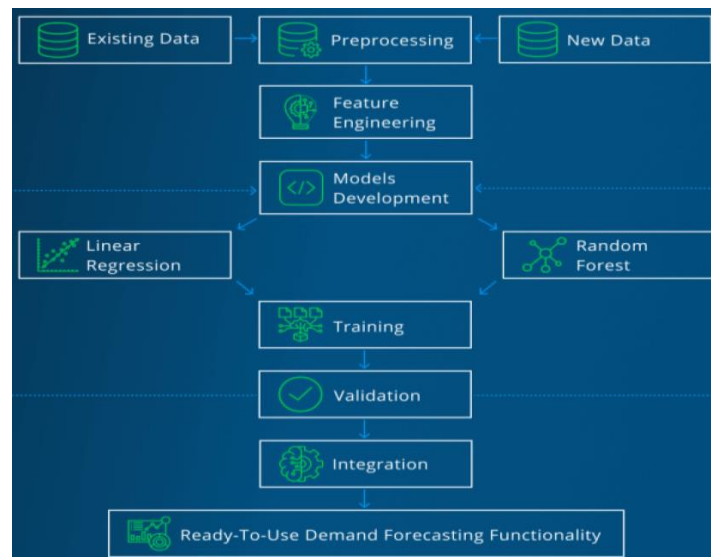 Existing Data
Preprocessing
New Data
Feature
Engineering
</>
Models
Development
Linear
Regression
Random
Forest
Training
Validation
Integration
Ready-To-Use Demand Forecasting Functionality